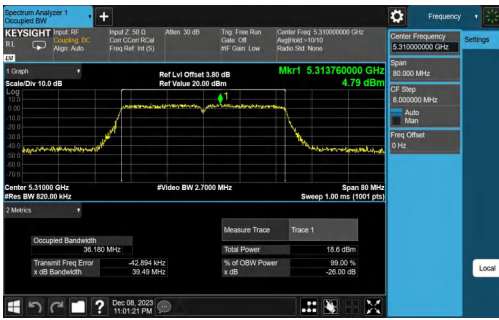 Spectrum Analyzer 1
Occupied BW
+
Frequency
KEYSIGHT Input: RF Input Z: 50 Ω Atten: 30 dB Trig: Free Run Center Freq: 5.310000000 GHz
R L Coupling: DC Corr CCorr RCal Gate: Off Avg|Hold:>10/10
Align: Auto Freq Ref: Int (S) #IF Gain: Low Radio Std: None
Center Frequency Settings
5.310000000 GHz
Span
80.000 MHz
CF Step
8.000000 MHz
Auto
Man
Freq Offset
0 Hz
Local
1 Graph
Ref Lvl Offset 3.80 dB Mkr1 5.313760000 GHz
Scale/Div 10.0 dB Ref Value 20.00 dBm 4.79 dBm
Log
10.0
0.00
-10.0
-20.0
-30.0
-40.0
-50.0
-60.0
-70.0
1
Center 5.31000 GHz #Video BW 2.7000 MHz Span 80 MHz
#Res BW 820.00 kHz Sweep 1.00 ms (1001 pts)
2 Metrics
Measure Trace Trace 1
Occupied Bandwidth
36.180 MHz Total Power 18.6 dBm
Transmit Freq Error -42.894 kHz % of OBW Power 99.00 %
x dB Bandwidth 39.49 MHz x dB -26.00 dB
? Dec 08, 2023
11:01:21 PM